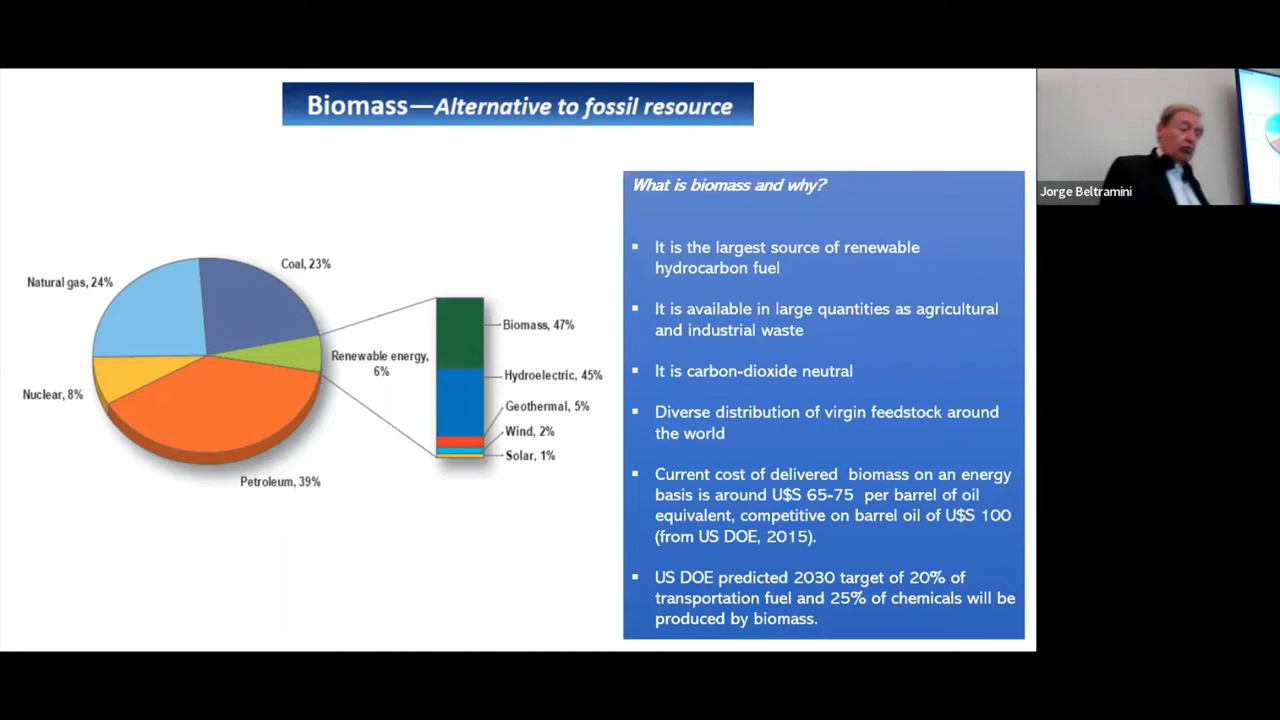 Biomass—Alternative to fossil resource
Natural gas, 24%
Coal, 23%
Renewable energy,
6%
Nuclear, 8%
Petroleum, 39%
Biomass, 47%
Hydroelectric, 45%
Geothermal, 5%
Wind, 2%
Solar, 1%
What is biomass and why?
▪ It is the largest source of renewable
hydrocarbon fuel
▪ It is available in large quantities as agricultural
and industrial waste
▪ It is carbon-dioxide neutral
▪ Diverse distribution of virgin feedstock around
the world
▪ Current cost of delivered biomass on an energy
basis is around U$S 65-75 per barrel of oil
equivalent, competitive on barrel oil of U$S 100
(from US DOE, 2015).
▪ US DOE predicted 2030 target of 20% of
transportation fuel and 25% of chemicals will be
produced by biomass.
Jorge Beltramini